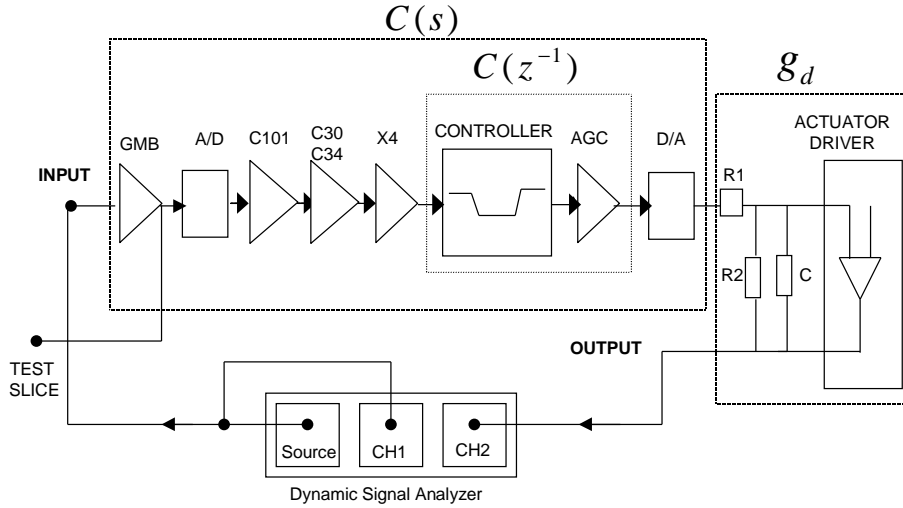 C(s)
C(z⁻¹)
g_d
GMB
A/D
C101
C30
C34
X4
CONTROLLER
AGC
D/A
ACTUATOR
DRIVER
INPUT
R1
R2
C
TEST
SLICE
OUTPUT
Source
CH1
CH2
Dynamic Signal Analyzer